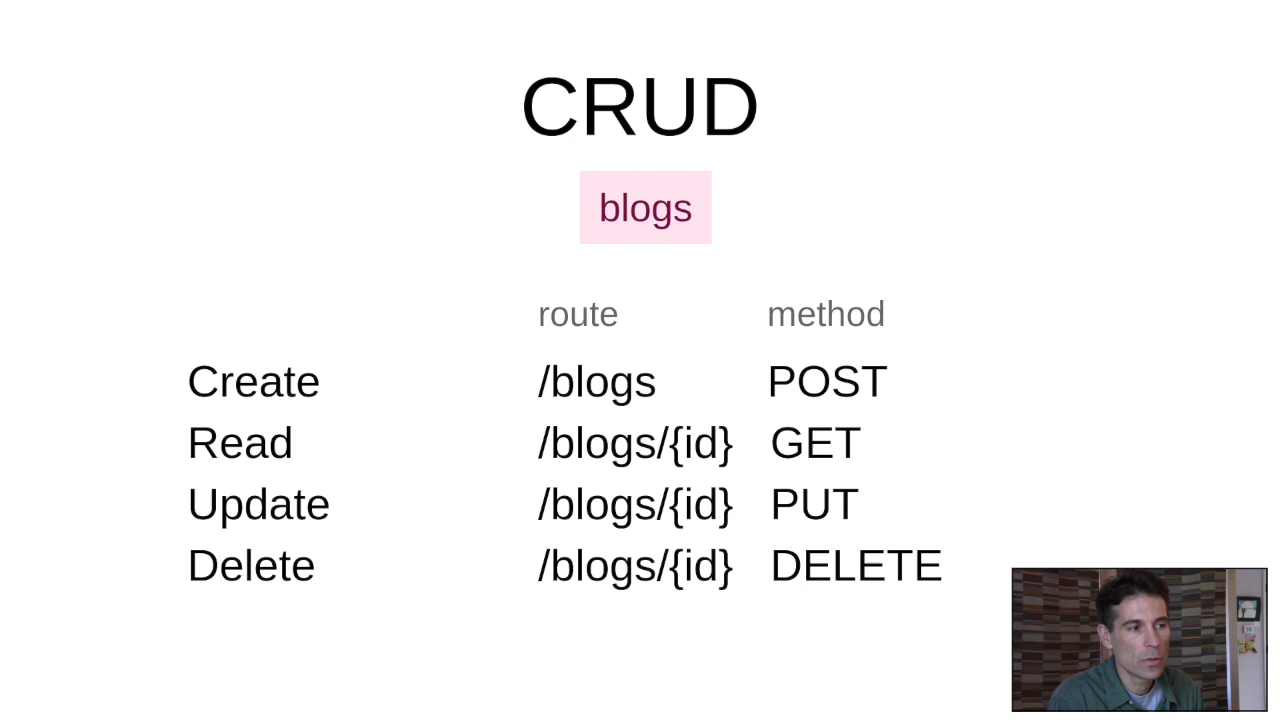 CRUD
blogs
route method
Create /blogs POST
Read /blogs/{id} GET
Update /blogs/{id} PUT
Delete /blogs/{id} DELETE